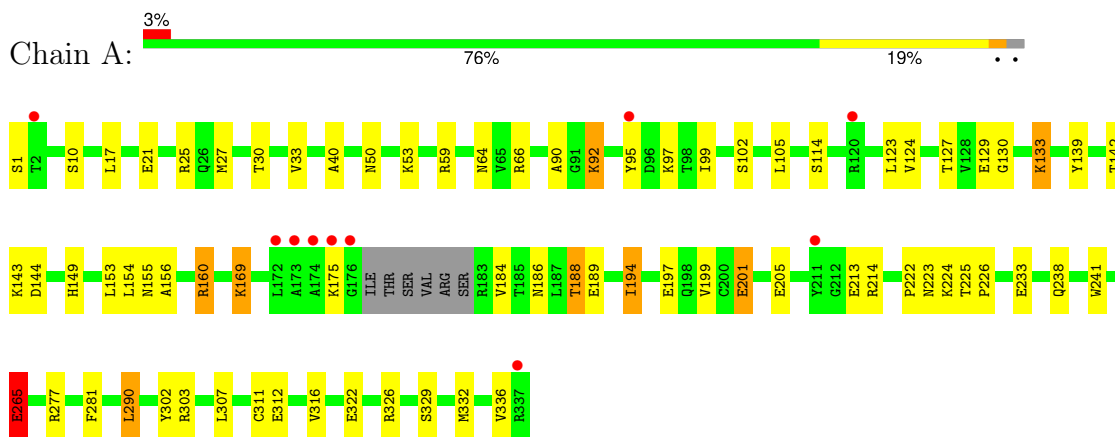 3%
Chain A:
76% 19% • •
S1 T2 S10 L17 E21 R25 Q26 M27 T30 V33 A40 N50 K53 R59 N64 V65 R66 A90 G91 K92 Y95 D96 K97 T98 I99 S102 L105 S114 R120 L123 V124 T127 V128 E129 G130 K133 Y139 T142
K143 D144 H149 L153 L154 N155 A156 R160 K169 L172 A173 A174 K175 G176 ILE THR SER VAL ARG SER R183 V184 T185 N186 L187 T188 E189 I194 E197 Q198 V199 C200 E201 E205 Y211 G212 E213 R214 P222 N223 K224 T225 P226 E233 Q238 W241
E265 R277 F281 L290 Y302 R303 L307 C311 E312 V316 E322 R326 S329 M332 V336 R337